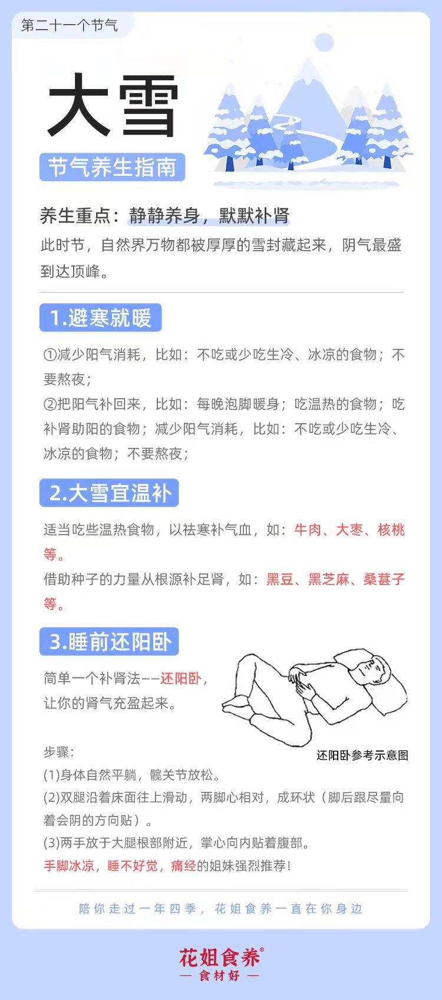 第二十一个节气
大雪
节气养生指南
养生重点：静静养身，默默补肾
此时节，自然界万物都被厚厚的雪封藏起来，阴气最盛
到达顶峰。
1.避寒就暖
①减少阳气消耗，比如：不吃或少吃生冷、冰凉的食物；不
要熬夜；
②把阳气补回来，比如：每晚泡脚暖身；吃温热的食物；吃
补肾助阳的食物；减少阳气消耗，比如：不吃或少吃生冷、
冰凉的食物；不要熬夜；
2.大雪宜温补
适当吃些温热食物，以祛寒补气血，如：牛肉、大枣、核桃
等。
借助种子的力量从根源补足肾，如：黑豆、黑芝麻、桑葚子
等。
3.睡前还阳卧
简单一个补肾法——还阳卧，
让你的肾气充盈起来。
还阳卧参考示意图
步骤：
(1)身体自然平躺，髋关节放松。
(2)双腿沿着床面往上滑动，两脚心相对，成环状（脚后跟尽量向
着会阴的方向贴）。
(3)两手放于大腿根部附近，掌心向内贴着腹部。
手脚冰凉，睡不好觉，痛经的姐妹强烈推荐!
陪你走过一年四季，花姐食养一直在你身边
花姐食养®
— 食材好 —